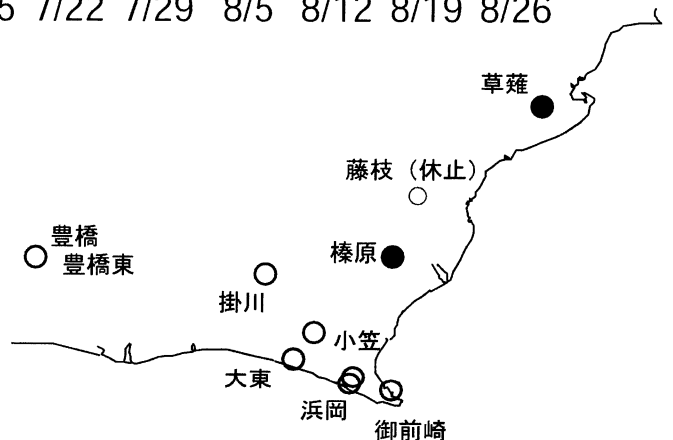 5 7/22 7/29 8/5 8/12 8/19 8/26
草薙
藤枝（休止）
豊橋
豊橋東
榛原
掛川
小笠
大東
浜岡
御前崎